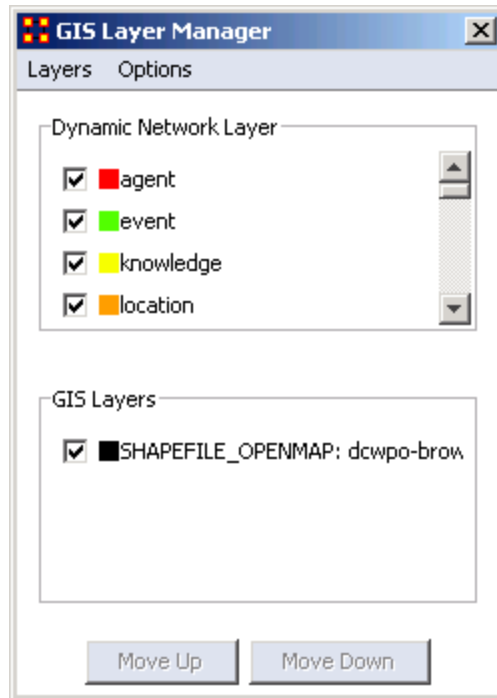 GIS Layer Manager
Layers Options
Dynamic Network Layer
agent
event
knowledge
location
GIS Layers
SHAPEFILE_OPENMAP: dcwpo-brow
Move Up Move Down